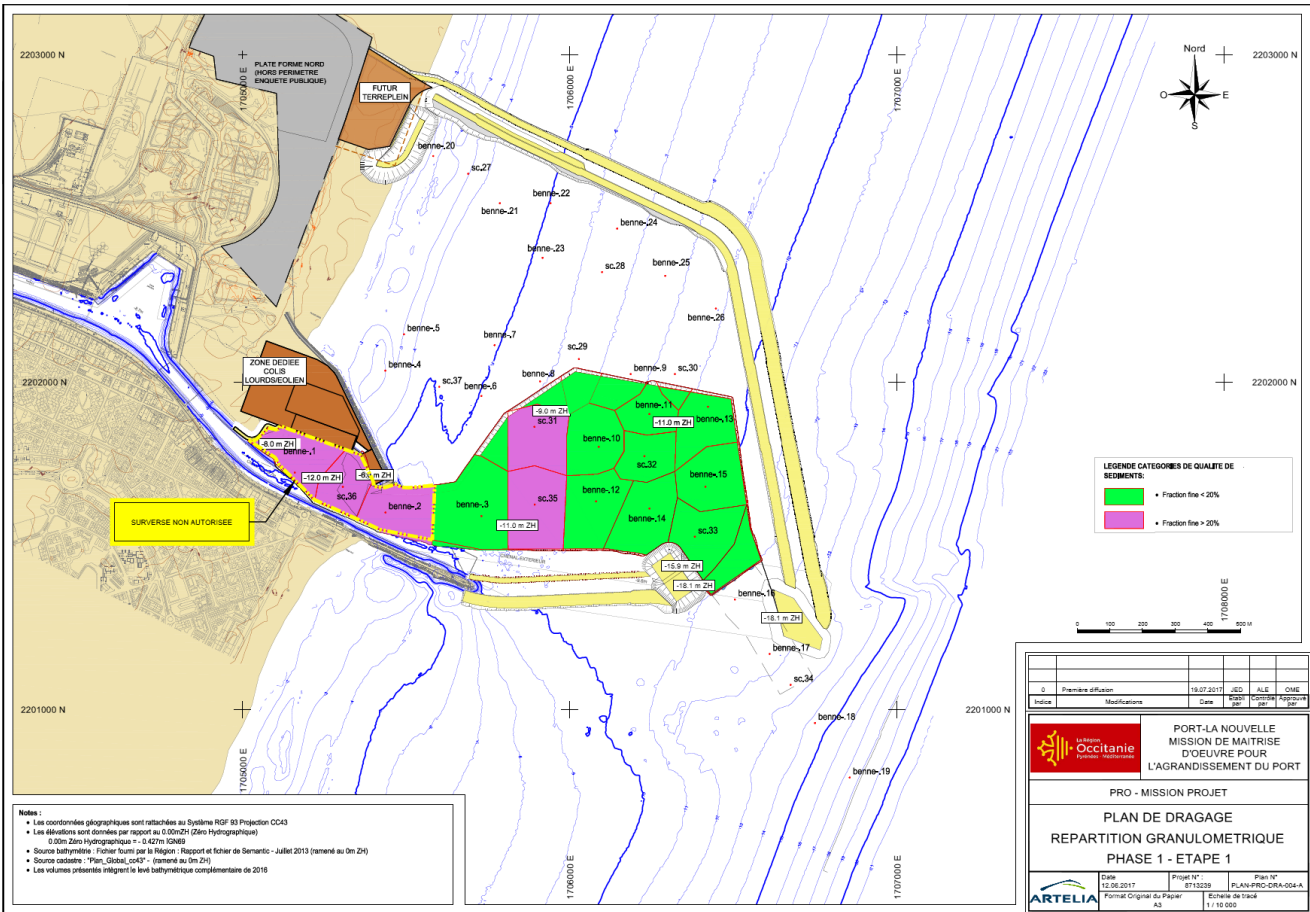 2203000 N
1705000 E
PLATE FORME NORD
(HORS PERIMETRE
ENQUETE PUBLIQUE)
FUTUR
TERREPLEIN
1706000 E
1707000 E
Nord
O
E
S
2203000 N
benne-.20
sc.27
benne-.22
benne-.21
benne-.24
benne-.23
sc.28
benne-.25
benne-.26
benne-.5
benne-.7
sc.29
ZONE DEDIEE
COLIS
LOURDS/EOLIEN
benne-.4
sc.37
benne-.6
benne-.8
benne-.9
sc.30
2202000 N
2202000 N
-9.0 m ZH
sc.31
benne-.11
benne-.13
-11.0 m ZH
benne-.10
-8.0 m ZH
benne-.1
sc.32
-12.0 m ZH
sc.36
benne-.15
benne-.2
benne-.3
sc.35
benne-.12
benne-.14
-11.0 m ZH
sc.33
SURVERSE NON AUTORISEE
-15.9 m ZH
-18.1 m ZH
benne-.16
-18.1 m ZH
benne-.17
sc.34
benne-.18
benne-.19
LEGENDE CATEGORIES DE QUALITE DE
SEDIMENTS:
• Fraction fine < 20%
• Fraction fine > 20%
1708000 E
0 100 200 300 400 500 M
2201000 N
2201000 N
1705000 E
1706000 E
1707000 E
Notes :
• Les coordonnées géographiques sont rattachées au Système RGF 93 Projection CC43
• Les élévations sont données par rapport au 0.00mZH (Zéro Hydrographique)
0.00m Zéro Hydrographique = - 0.427m IGN69
• Source bathymétrie : Fichier fourni par la Région : Rapport et fichier de Semantic - Juillet 2013 (ramené au 0m ZH)
• Source cadastre : "Plan_Global_cc43" - (ramené au 0m ZH)
• Les volumes présentés intègrent le levé bathymétrique complémentaire de 2016
0 Première diffusion 19.07.2017 JED ALE OME
Indice Modifications Date Etabli par Contrôlé par Approuvé par
La Région
Occitanie
Pyrénées - Méditerranée
PORT-LA NOUVELLE
MISSION DE MAITRISE
D'OEUVRE POUR
L'AGRANDISSEMENT DU PORT
PRO - MISSION PROJET
PLAN DE DRAGAGE
REPARTITION GRANULOMETRIQUE
PHASE 1 - ETAPE 1
ARTELIA
Date
12.06.2017
Projet N° :
8713239
Plan N°
PLAN-PRO-DRA-004-A
Format Original du Papier
A3
Echelle de tracé
1 / 10 000